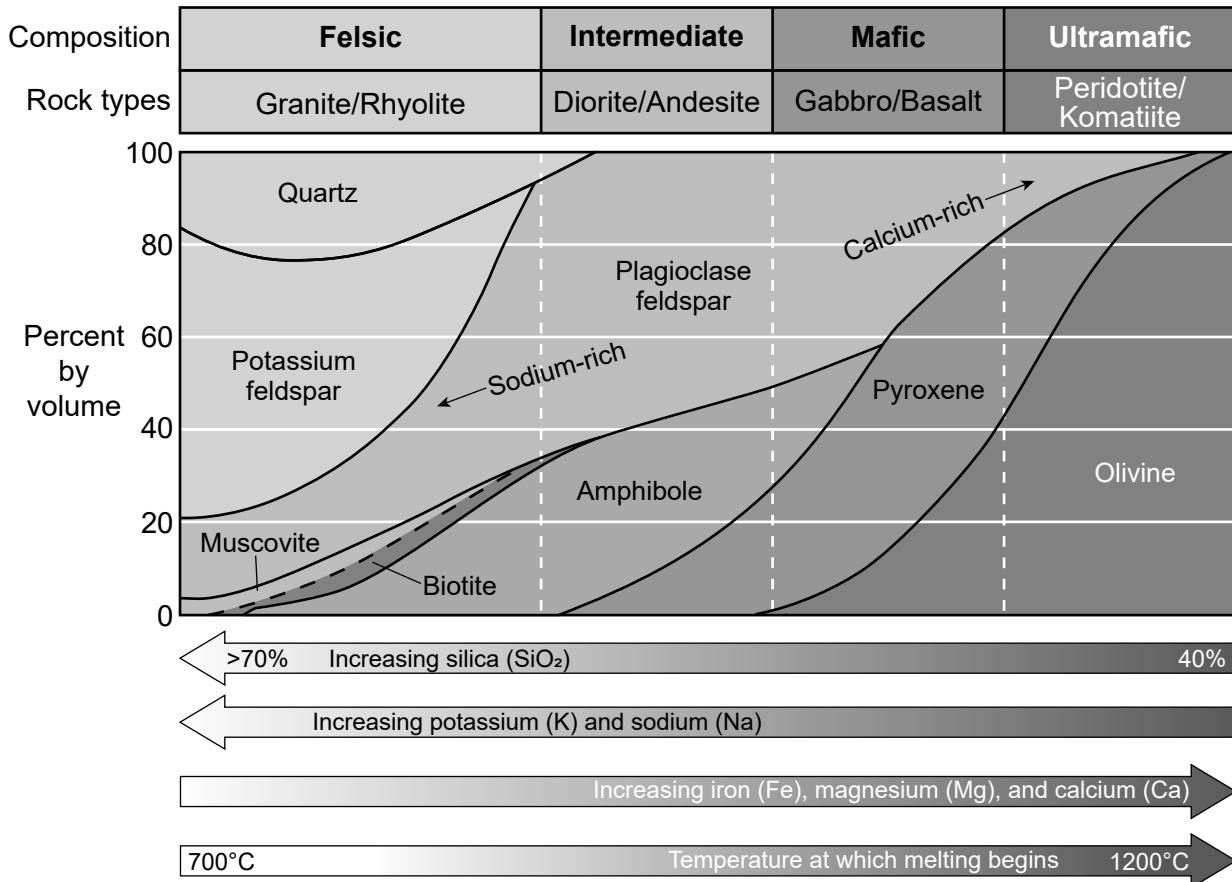 Composition
Felsic
Intermediate
Mafic
Ultramafic
Rock types
Granite/Rhyolite
Diorite/Andesite
Gabbro/Basalt
Peridotite/
Komatiite
100
80
60
40
20
0
Percent
by
volume
Quartz
Calcium-rich
Plagioclase
feldspar
Potassium
feldspar
Sodium-rich
Pyroxene
Amphibole
Olivine
Muscovite
Biotite
>70%
Increasing silica (SiO₂)
40%
Increasing potassium (K) and sodium (Na)
Increasing iron (Fe), magnesium (Mg), and calcium (Ca)
700°C
Temperature at which melting begins
1200°C